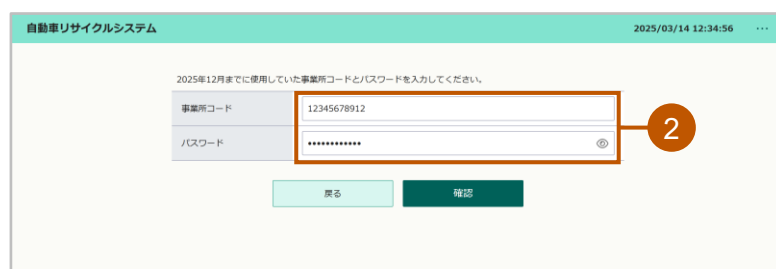 自動車リサイクルシステム 2025/03/14 12:34:56 …
2025年12月までに使用していた事業所コードとパスワードを入力してください。
事業所コード 12345678912
パスワード ••••••••••••
2
戻る 確認